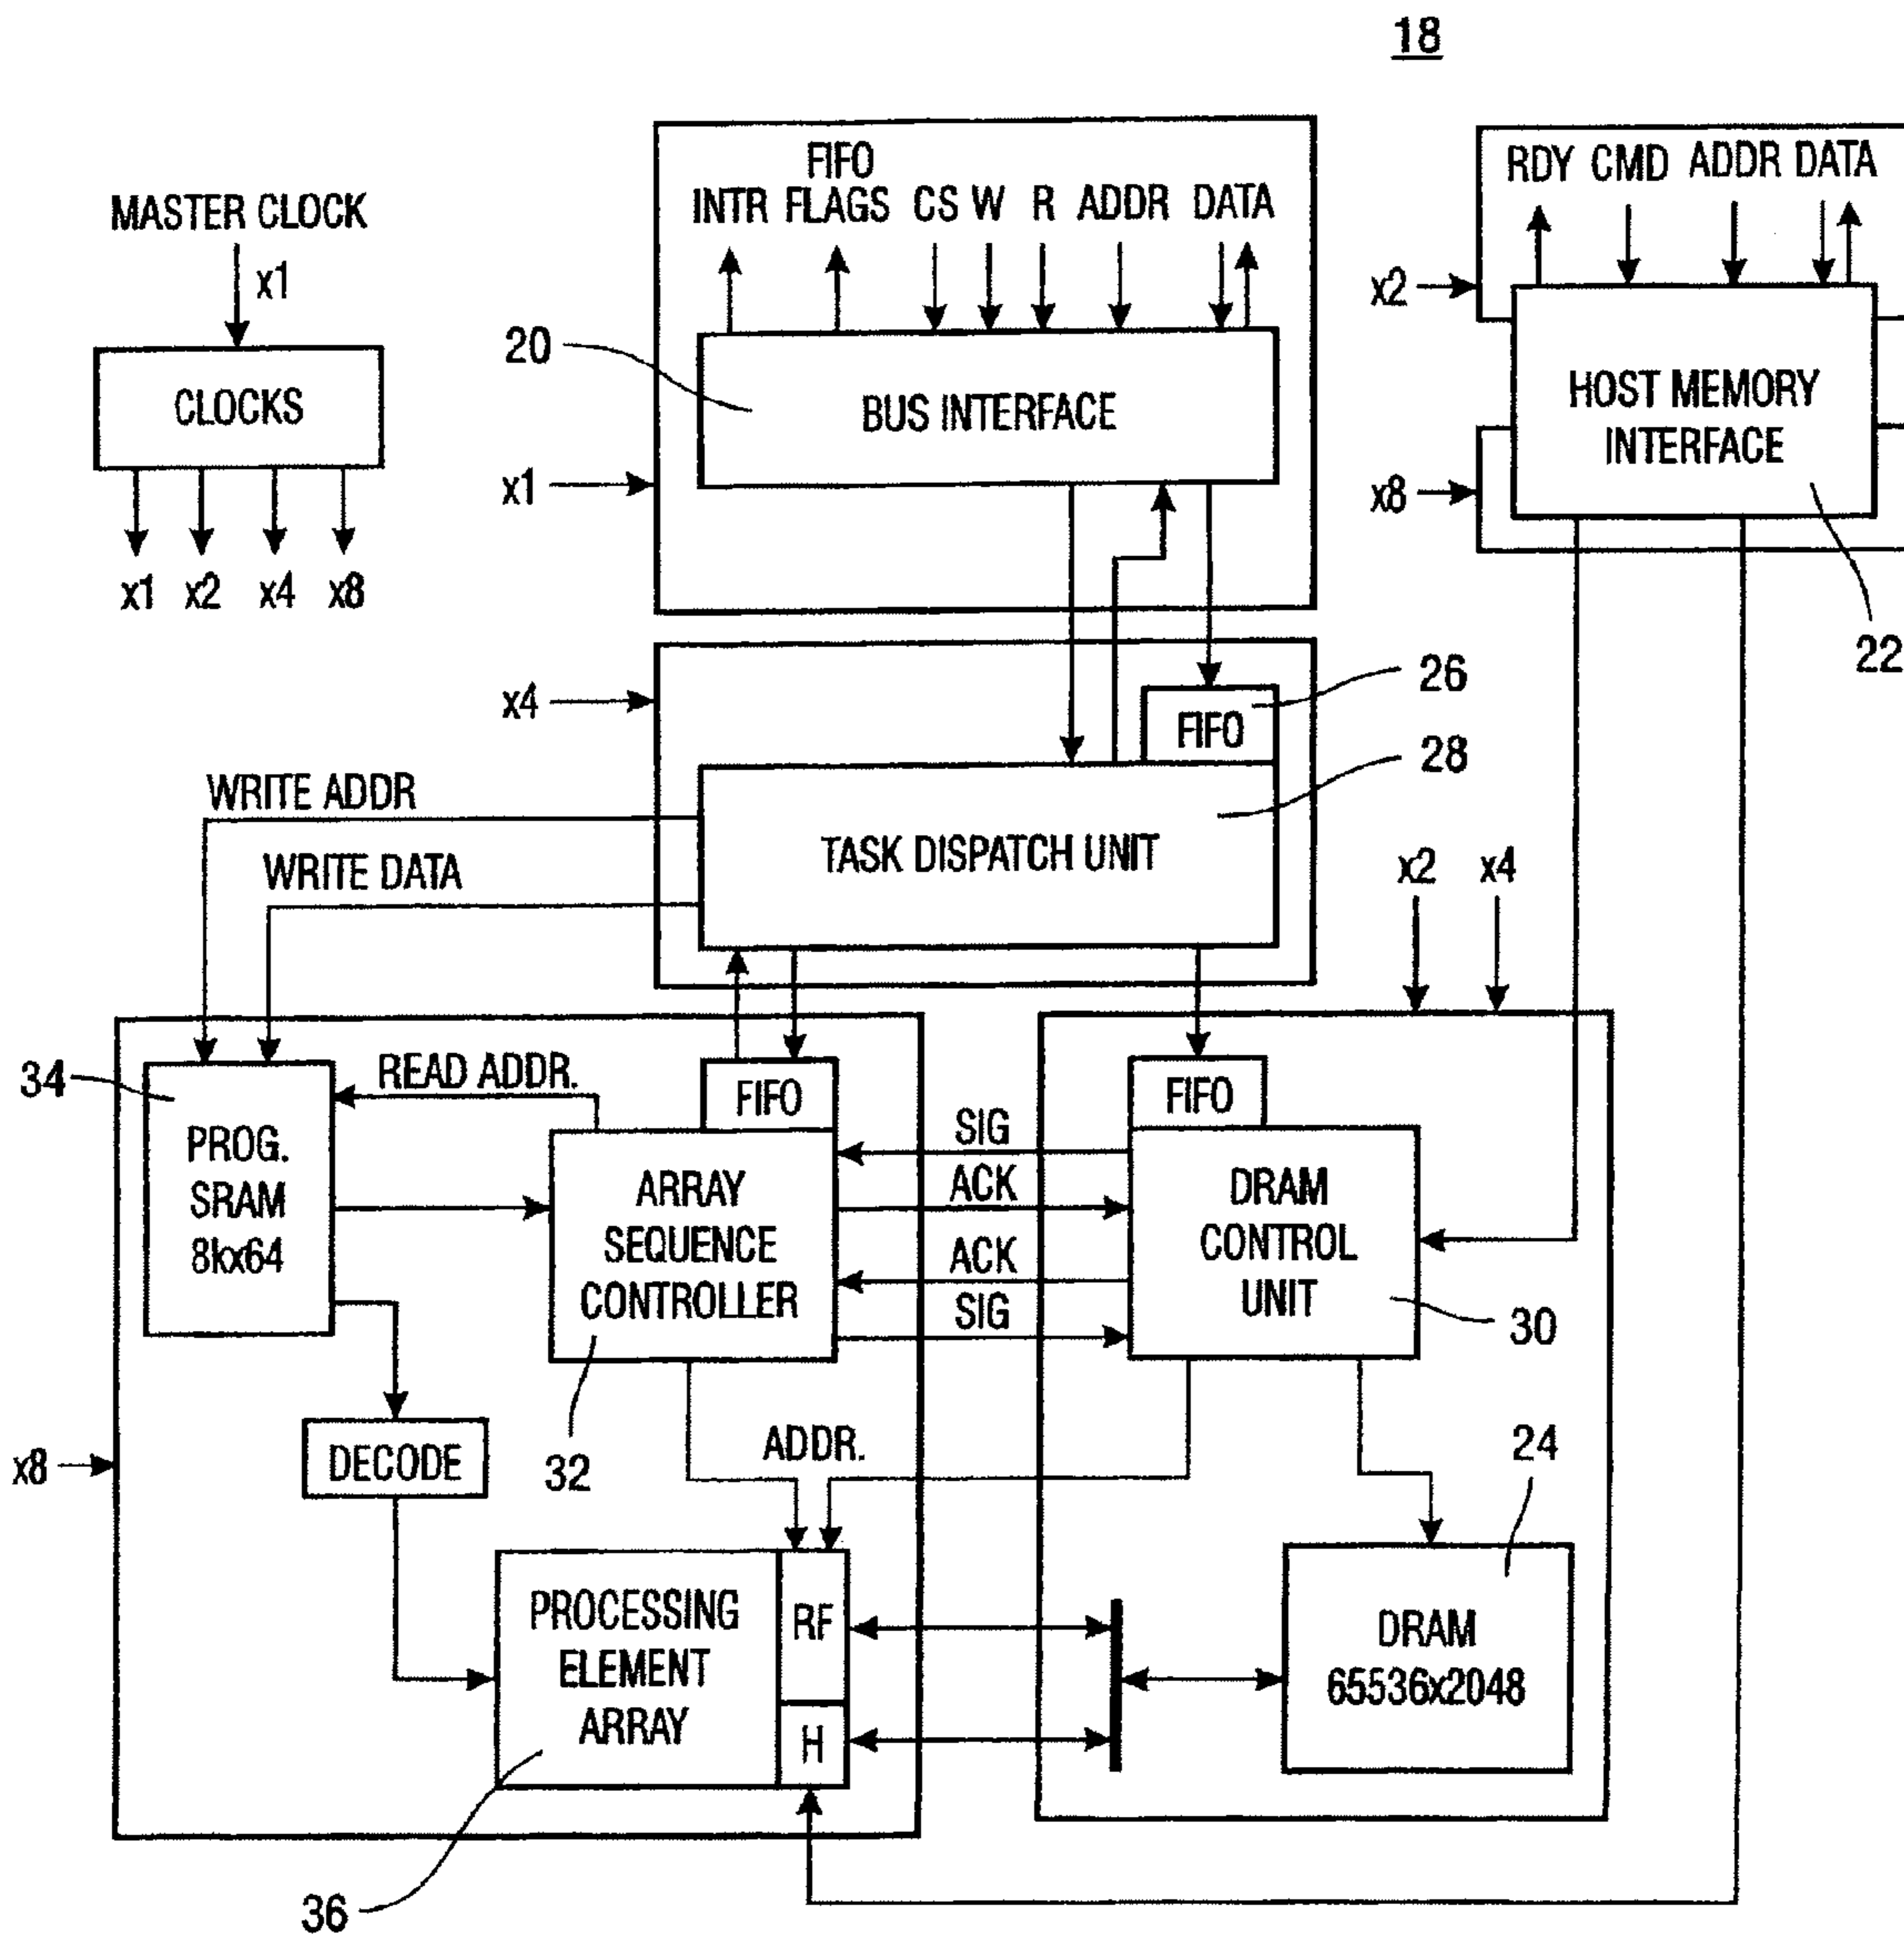 18
MASTER CLOCK
x1
CLOCKS
x1 x2 x4 x8
FIFO
INTR FLAGS CS W R ADDR DATA
20
BUS INTERFACE
x1
RDY CMD ADDR DATA
x2
HOST MEMORY
INTERFACE
x8
22
x4
26
FIFO
28
TASK DISPATCH UNIT
WRITE ADDR
WRITE DATA
x2 x4
34
READ ADDR.
PROG.
SRAM
8kx64
FIFO
ARRAY
SEQUENCE
CONTROLLER
32
SIG
ACK
ACK
SIG
FIFO
DRAM
CONTROL
UNIT
30
x8
DECODE
ADDR.
24
PROCESSING
ELEMENT
ARRAY
RF
H
36
DRAM
65536x2048